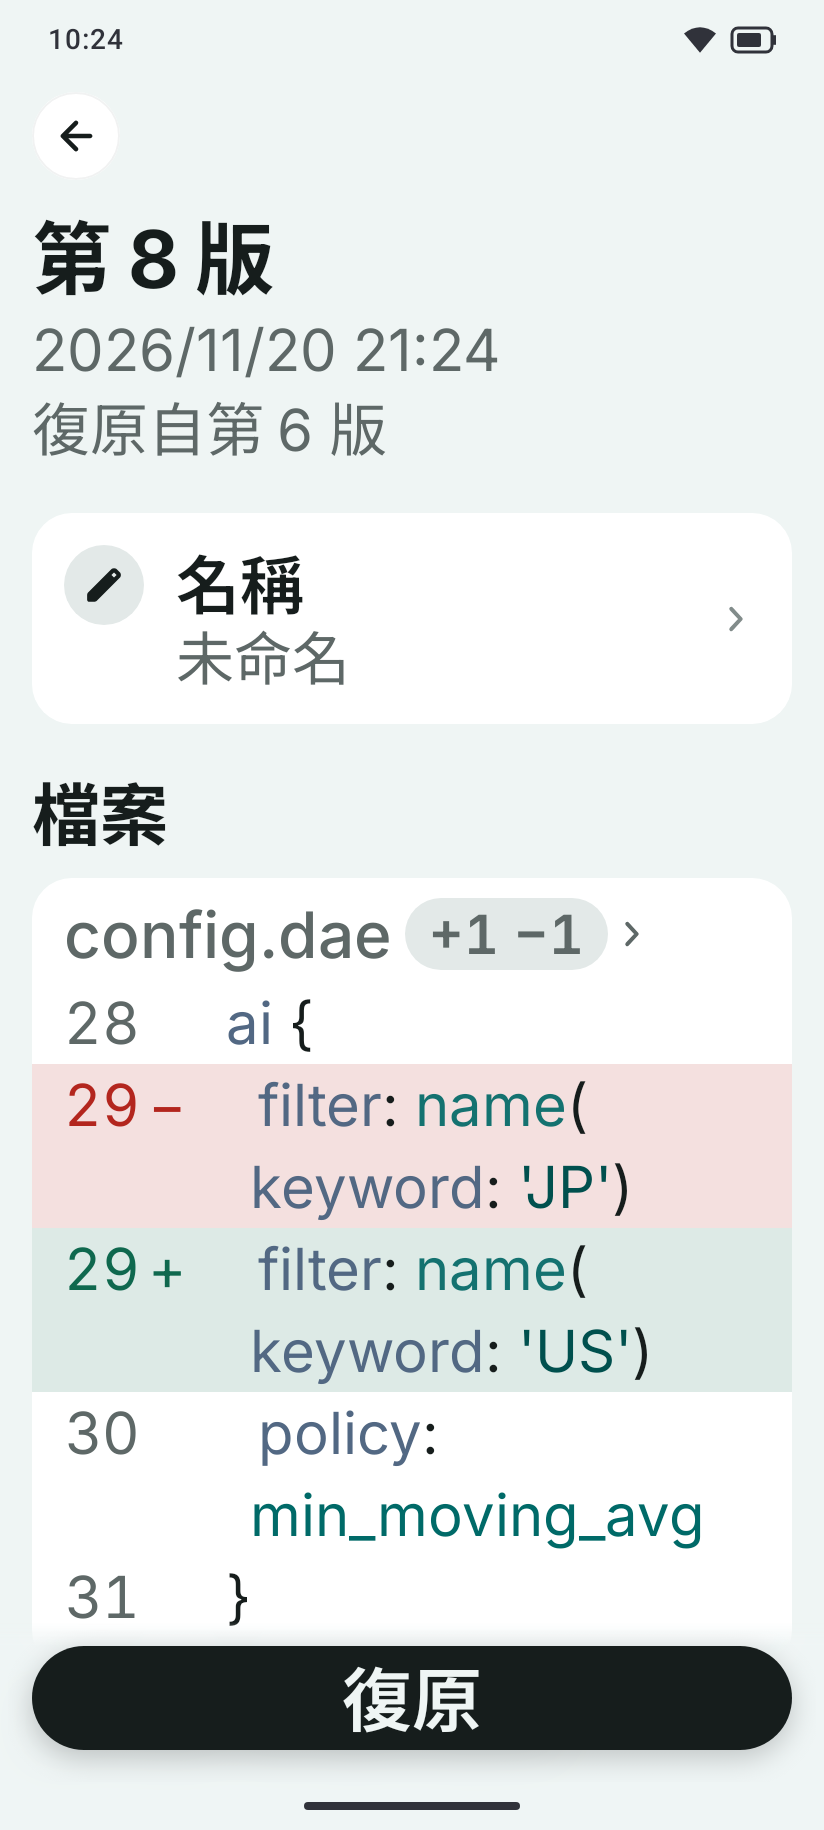 10:24
第 8 版
2026/11/20 21:24
復原自第 6 版
名稱
未命名
檔案
config.dae +1 −1
28 ai {
29 − filter: name(
keyword: 'JP')
29 + filter: name(
keyword: 'US')
30 policy:
min_moving_avg
31 }
復原